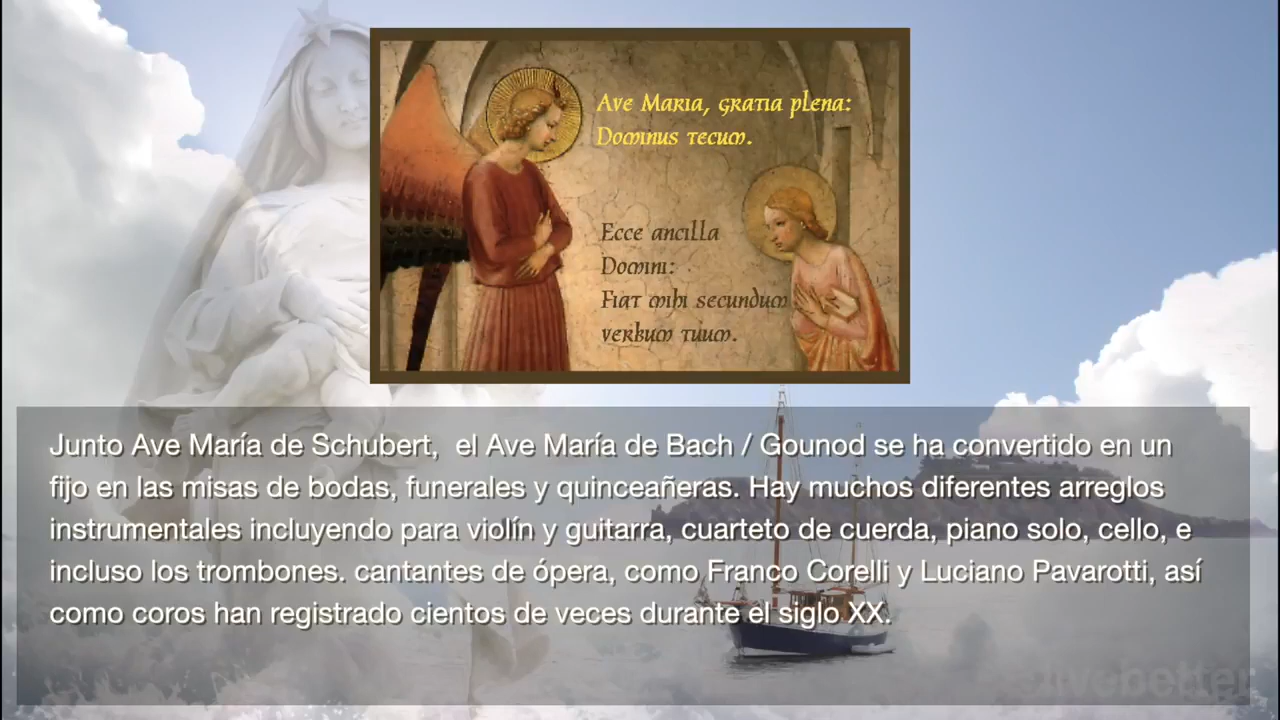 Ave Maria, gratia plena:
Dominus tecum.
Ecce ancilla
Domini:
Fiat mihi secundum
verbum tuum.
Junto Ave María de Schubert,  el Ave María de Bach / Gounod se ha convertido en un
fijo en las misas de bodas, funerales y quinceañeras. Hay muchos diferentes arreglos
instrumentales incluyendo para violín y guitarra, cuarteto de cuerda, piano solo, cello, e
incluso los trombones. cantantes de ópera, como Franco Corelli y Luciano Pavarotti, así
como coros han registrado cientos de veces durante el siglo XX.
livebetter